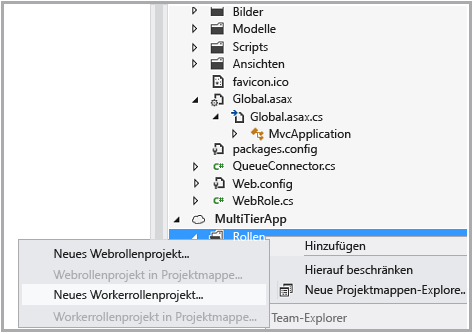 Bilder
Modelle
Scripts
Ansichten
favicon.ico
Global.asax
Global.asax.cs
MvcApplication
packages.config
C# QueueConnector.cs
Web.config
C# WebRole.cs
MultiTierApp
Rollen
Hinzufügen
Hierauf beschränken
Neue Projektmappen-Explore..
Team-Explorer
Neues Webrollenprojekt...
Webrollenprojekt in Projektmappe...
Neues Workerrollenprojekt...
Workerrollenprojekt in Projektmappe...